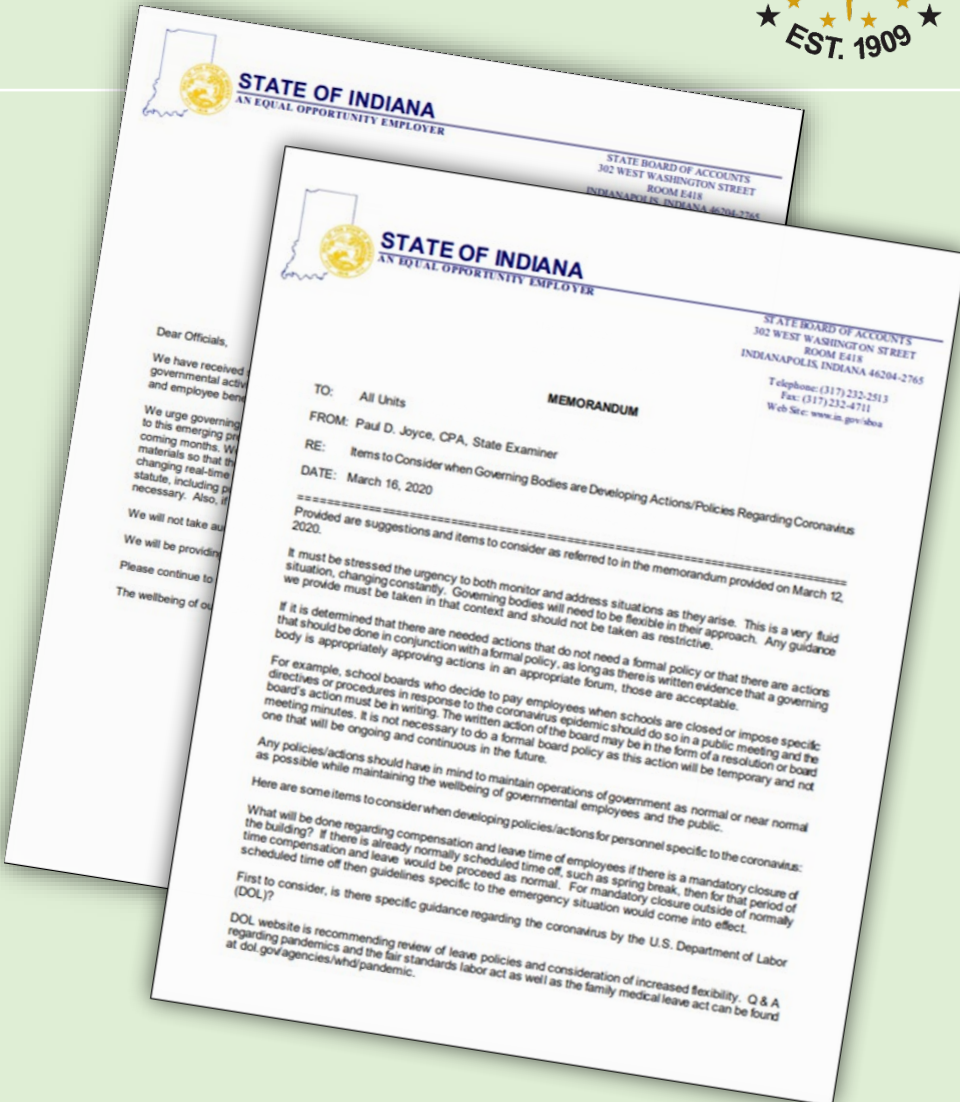 EST. 1909
STATE OF INDIANA
AN EQUAL OPPORTUNITY EMPLOYER
STATE BOARD OF ACCOUNTS
302 WEST WASHINGTON STREET
ROOM E418
INDIANAPOLIS, INDIANA 46204-2765
Dear Officials,
We have received
governmental activ
and employee bene
We urge governing
to this emerging pr
coming months. W
materials so that th
changing real-time
statute, including p
necessary. Also, if
We will not take au
We will be providin
Please continue to
The wellbeing of ou
STATE OF INDIANA
AN EQUAL OPPORTUNITY EMPLOYER
STATE BOARD OF ACCOUNTS
302 WEST WASHINGTON STREET
ROOM E418
INDIANAPOLIS, INDIANA 46204-2765
Telephone: (317) 232-2513
Fax: (317) 232-4711
Web Site: www.in.gov/sboa
MEMORANDUM
TO: All Units
FROM: Paul D. Joyce, CPA, State Examiner
RE: Items to Consider when Governing Bodies are Developing Actions/Policies Regarding Coronavirus
DATE: March 16, 2020
Provided are suggestions and items to consider as referred to in the memorandum provided on March 12,
2020.
It must be stressed the urgency to both monitor and address situations as they arise. This is a very fluid
situation, changing constantly. Governing bodies will need to be flexible in their approach. Any guidance
we provide must be taken in that context and should not be taken as restrictive.
If it is determined that there are needed actions that do not need a formal policy or that there are actions
that should be done in conjunction with a formal policy, as long as there is written evidence that a governing
body is appropriately approving actions in an appropriate forum, those are acceptable.
For example, school boards who decide to pay employees when schools are closed or impose specific
directives or procedures in response to the coronavirus epidemic should do so in a public meeting and the
board's action must be in writing. The written action of the board may be in the form of a resolution or board
meeting minutes. It is not necessary to do a formal board policy as this action will be temporary and not
one that will be ongoing and continuous in the future.
Any policies/actions should have in mind to maintain operations of government as normal or near normal
as possible while maintaining the wellbeing of governmental employees and the public.
Here are some items to consider when developing policies/actions for personnel specific to the coronavirus:
What will be done regarding compensation and leave time of employees if there is a mandatory closure of
the building? If there is already normally scheduled time off, such as spring break, then for that period of
time compensation and leave would be proceed as normal. For mandatory closure outside of normally
scheduled time off then guidelines specific to the emergency situation would come into effect.
First to consider, is there specific guidance regarding the coronavirus by the U.S. Department of Labor
(DOL)?
DOL website is recommending review of leave policies and consideration of increased flexibility. Q & A
regarding pandemics and the fair standards labor act as well as the family medical leave act can be found
at dol.gov/agencies/whd/pandemic.